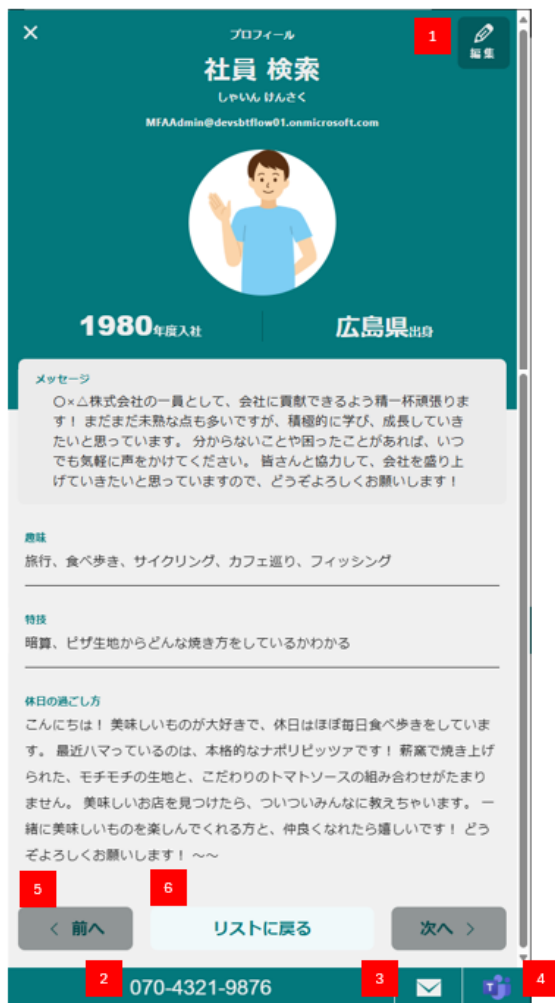 プロフィール
1
編集
社員 検索
しゃいん けんさく
MFAAdmin@devsbtflow01.onmicrosoft.com
1980年度入社
広島県出身
メッセージ
○×△株式会社の一員として、会社に貢献できるよう精一杯頑張りま
す！ まだまだ未熟な点も多いですが、積極的に学び、成長していき
たいと思っています。 分からないことや困ったことがあれば、いつ
でも気軽に声をかけてください。 皆さんと協力して、会社を盛り上
げていきたいと思っていますので、どうぞよろしくお願いします！
趣味
旅行、食べ歩き、サイクリング、カフェ巡り、フィッシング
特技
暗算、ピザ生地からどんな焼き方をしているかわかる
休日の過ごし方
こんにちは！ 美味しいものが大好きで、休日はほぼ毎日食べ歩きをしていま
す。 最近ハマっているのは、本格的なナポリピッツァです！ 薪窯で焼き上げ
られた、モチモチの生地と、こだわりのトマトソースの組み合わせがたまり
ません。 美味しいお店を見つけたら、ついついみんなに教えちゃいます。 一
緒に美味しいものを楽しんでくれる方と、仲良くなれたら嬉しいです！ どう
ぞよろしくお願いします！ ～～
5
6
前へ
リストに戻る
次へ
2
070-4321-9876
3
4